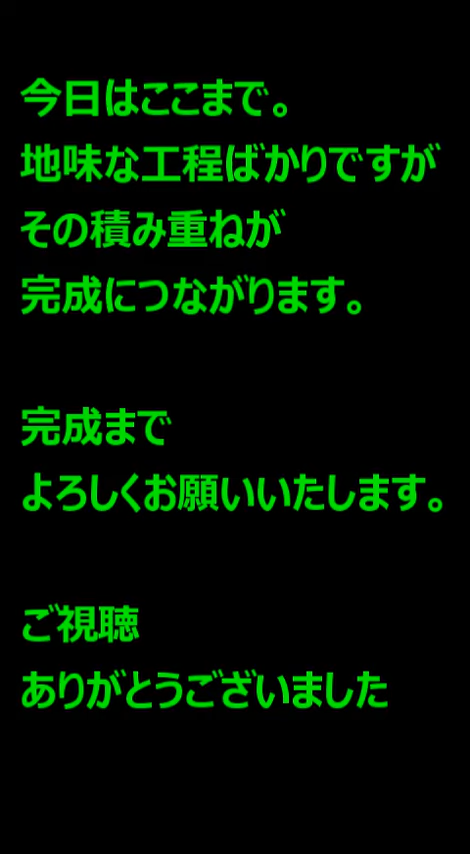 今日はここまで。
地味な工程ばかりですが
その積み重ねが
完成につながります。
完成まで
よろしくお願いいたします。
ご視聴
ありがとうございました